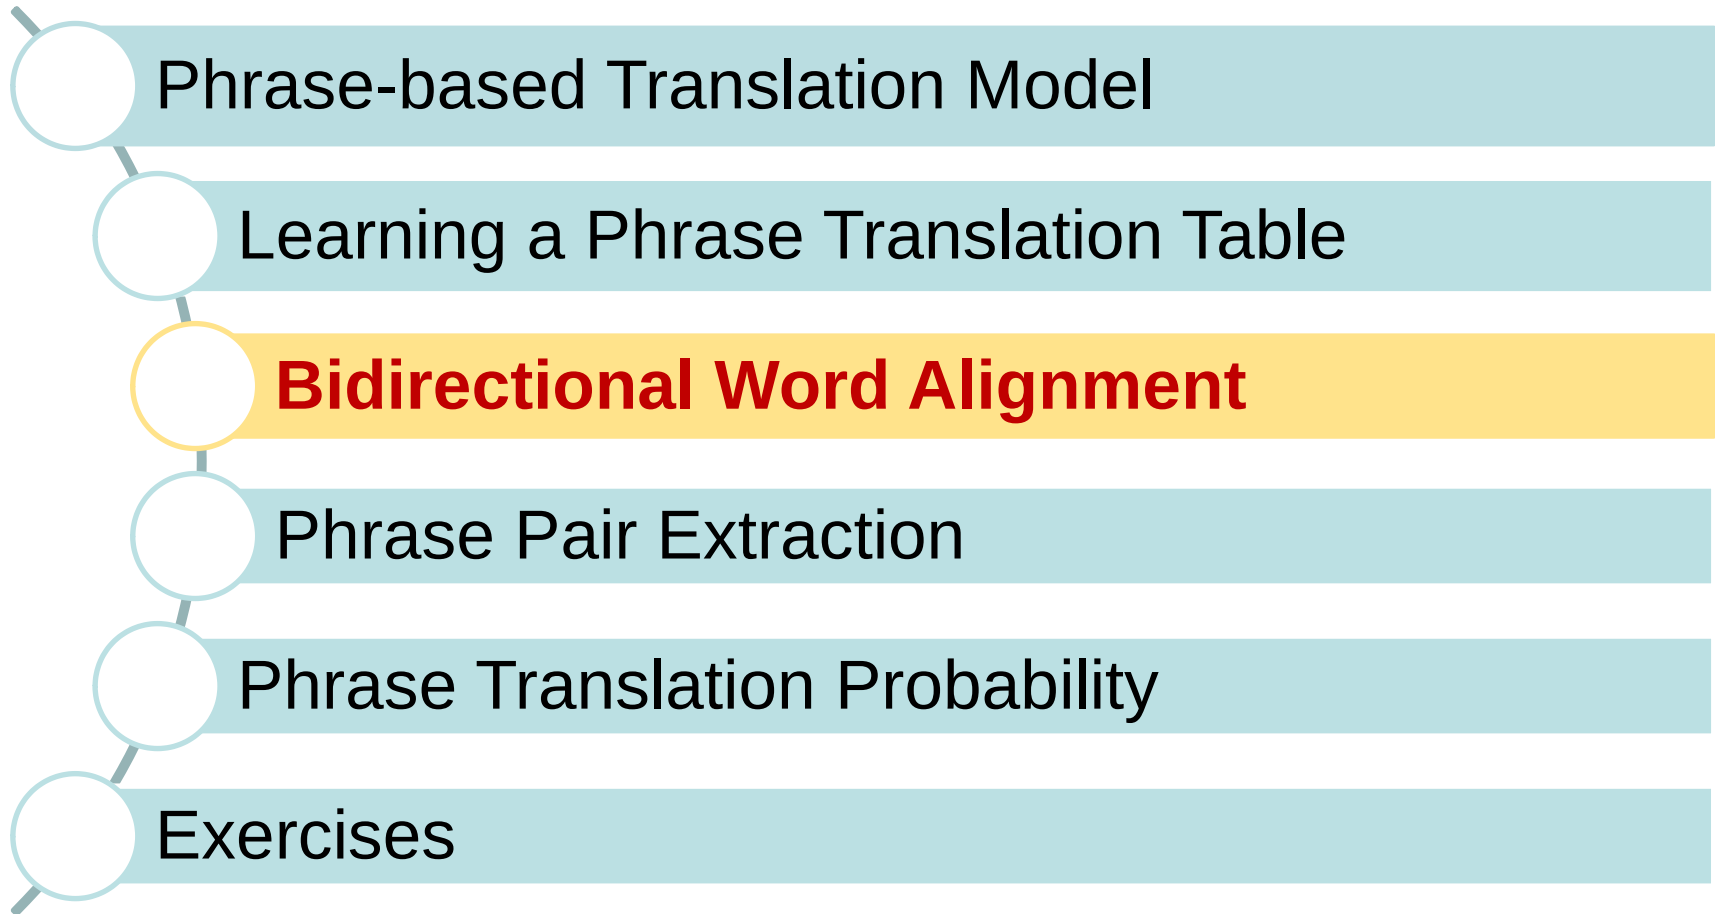 Phrase-based Translation Model
Learning a Phrase Translation Table
Bidirectional Word Alignment
Phrase Pair Extraction
Phrase Translation Probability
Exercises